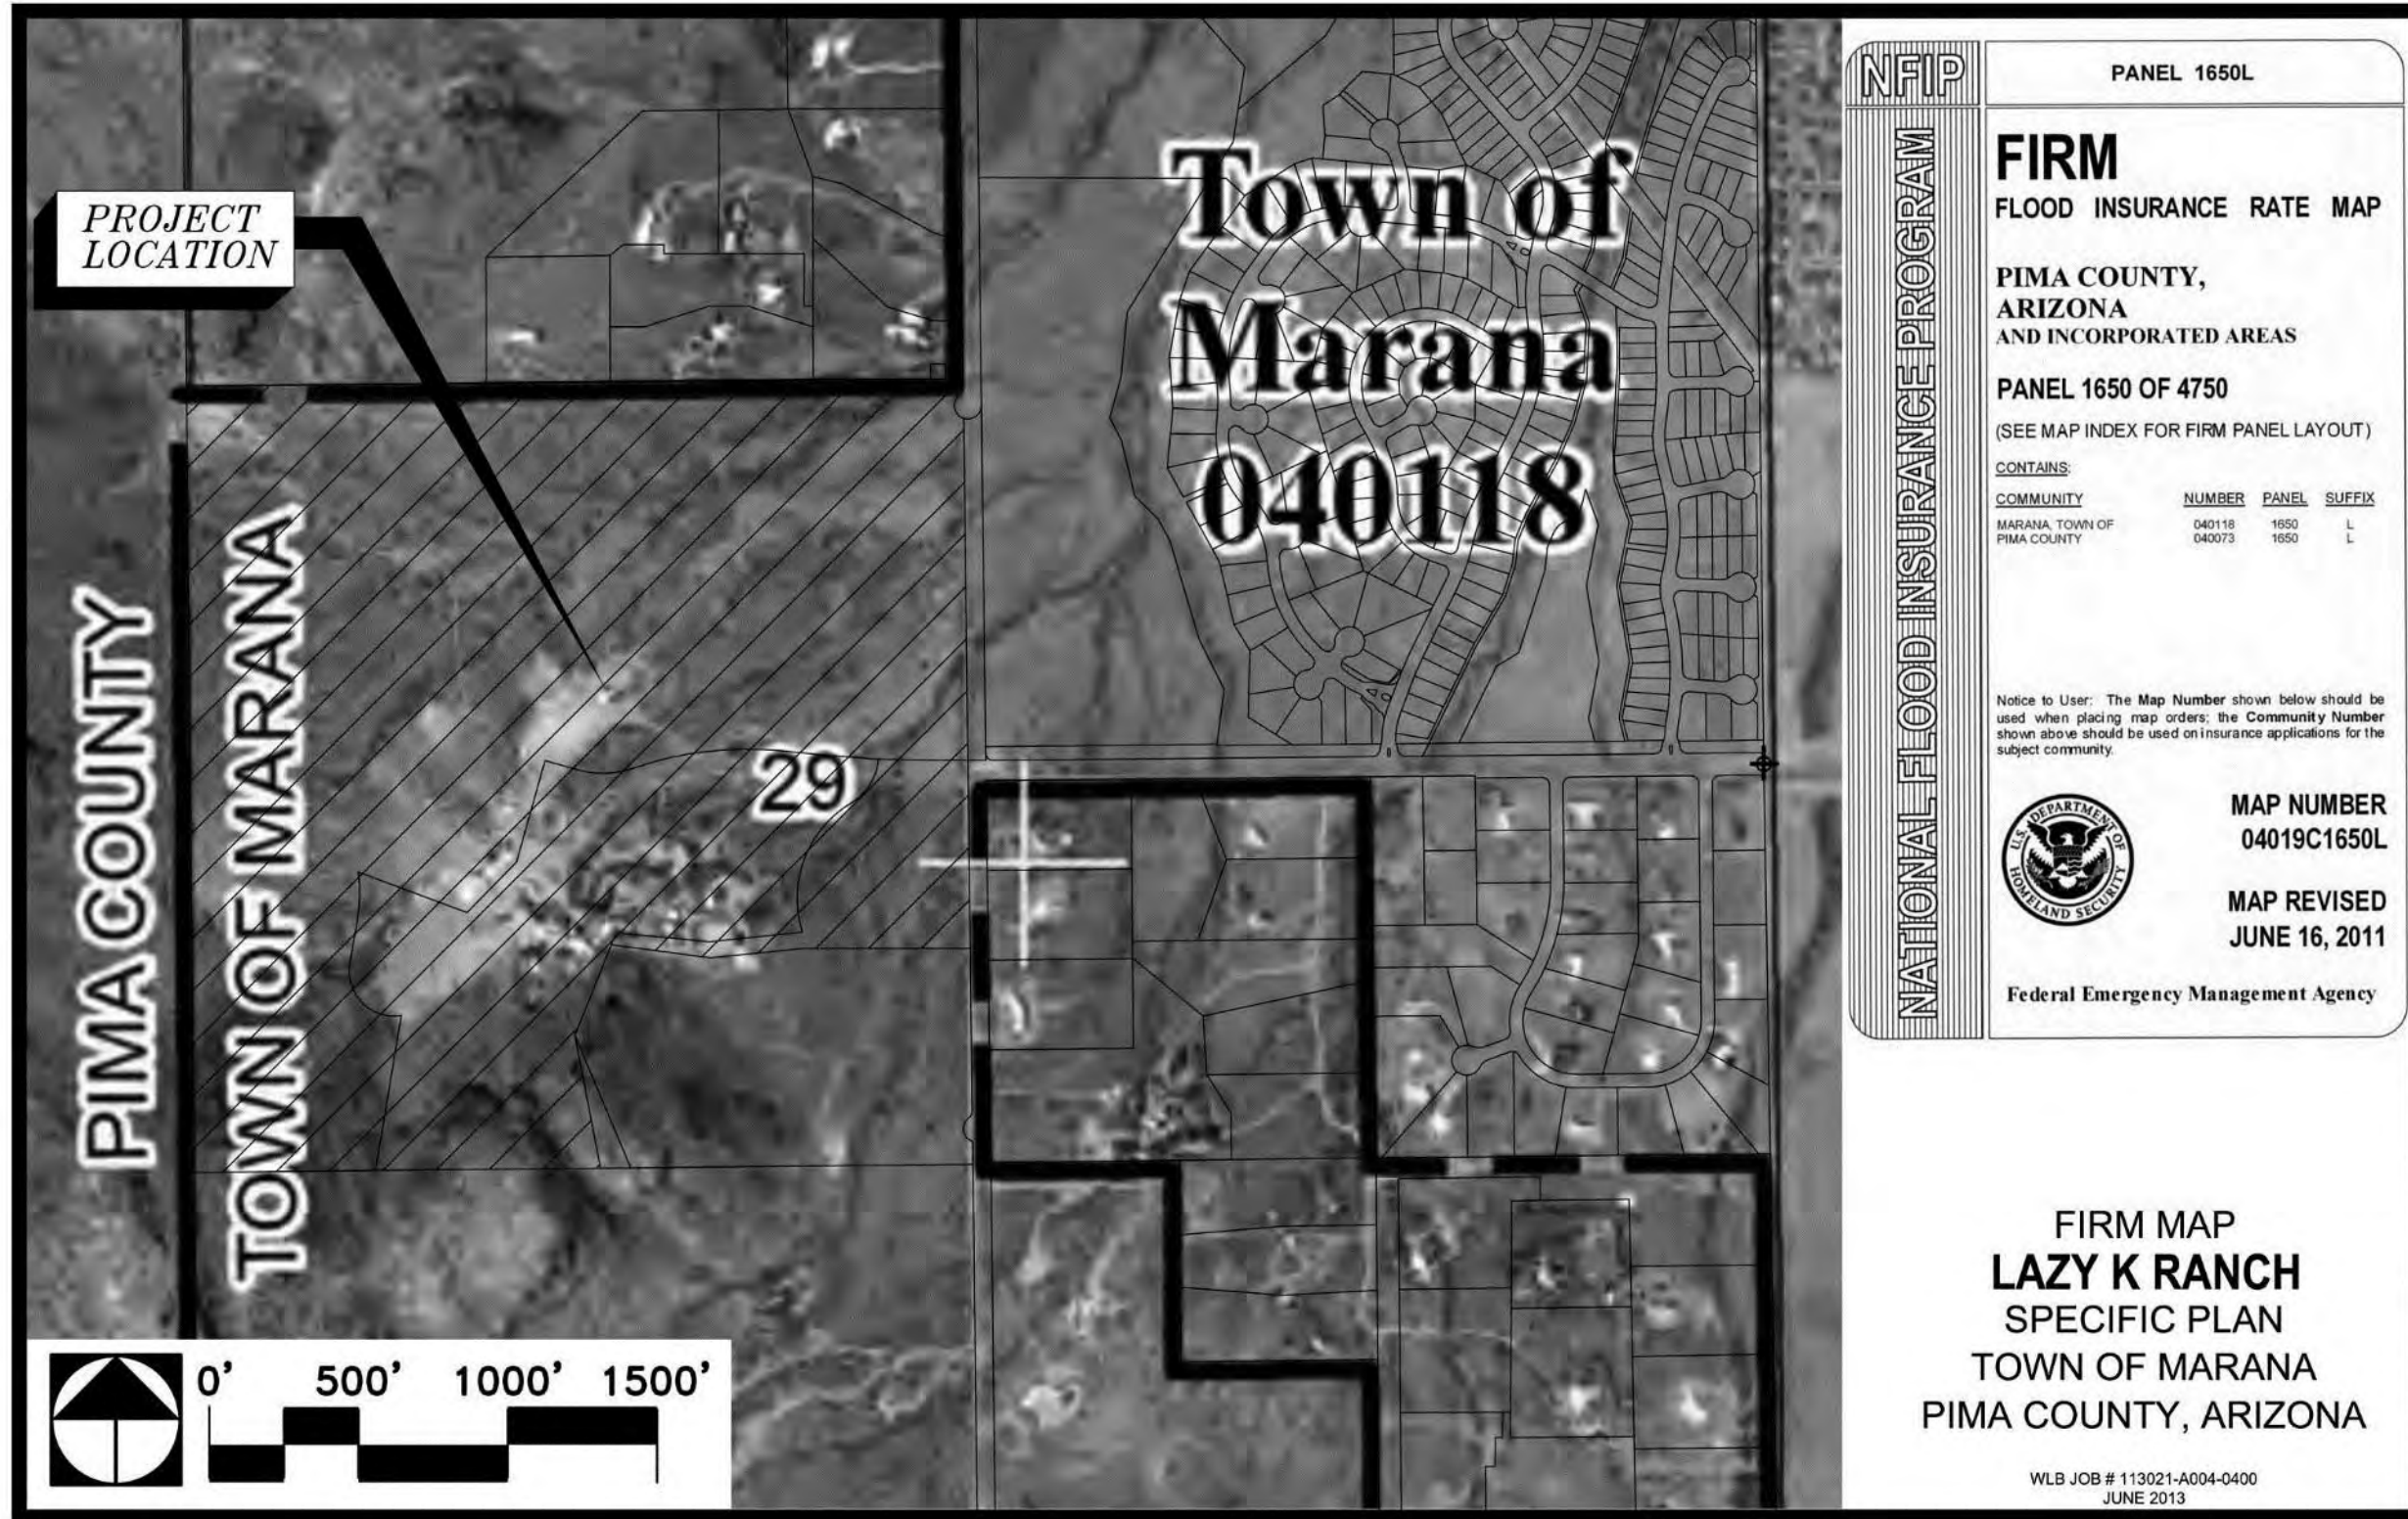 PROJECT
LOCATION
Town of
Marana
040118
29
PIMA COUNTY
TOWN OF MARANA
0' 500' 1000' 1500'
NFIP
NATIONAL FLOOD INSURANCE PROGRAM
PANEL 1650L
FIRM
FLOOD INSURANCE RATE MAP
PIMA COUNTY,
ARIZONA
AND INCORPORATED AREAS
PANEL 1650 OF 4750
(SEE MAP INDEX FOR FIRM PANEL LAYOUT)
CONTAINS:
COMMUNITY NUMBER PANEL SUFFIX
MARANA, TOWN OF 040118 1650 L
PIMA COUNTY 040073 1650 L
Notice to User: The Map Number shown below should be
used when placing map orders; the Community Number
shown above should be used on insurance applications for the
subject community.
U.S. DEPARTMENT OF
HOMELAND SECURITY
MAP NUMBER
04019C1650L
MAP REVISED
JUNE 16, 2011
Federal Emergency Management Agency
FIRM MAP
LAZY K RANCH
SPECIFIC PLAN
TOWN OF MARANA
PIMA COUNTY, ARIZONA
WLB JOB # 113021-A004-0400
JUNE 2013